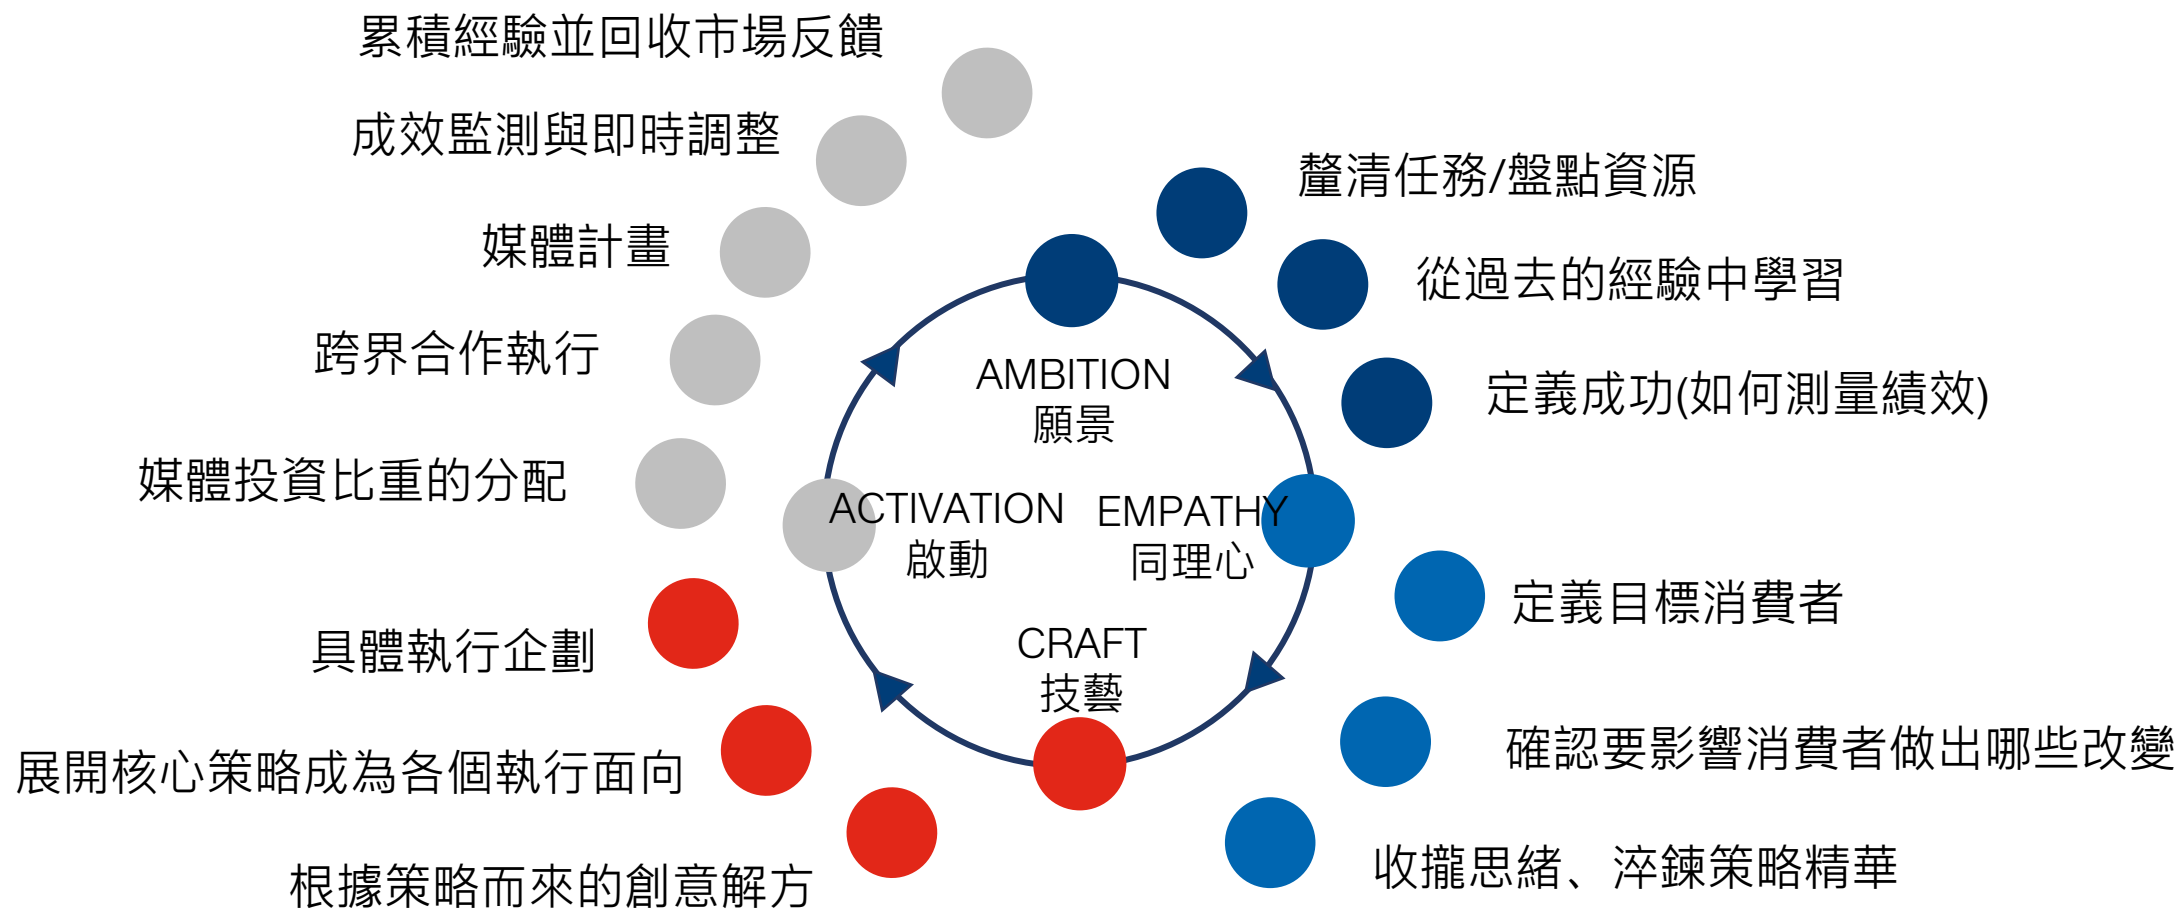 累積經驗並回收市場反饋
成效監測與即時調整
釐清任務/盤點資源
媒體計畫
從過去的經驗中學習
跨界合作執行
AMBITION
願景
定義成功(如何測量績效)
媒體投資比重的分配
ACTIVATION
啟動
EMPATHY
同理心
定義目標消費者
具體執行企劃
CRAFT
技藝
確認要影響消費者做出哪些改變
展開核心策略成為各個執行面向
收攏思緒、淬鍊策略精華
根據策略而來的創意解方